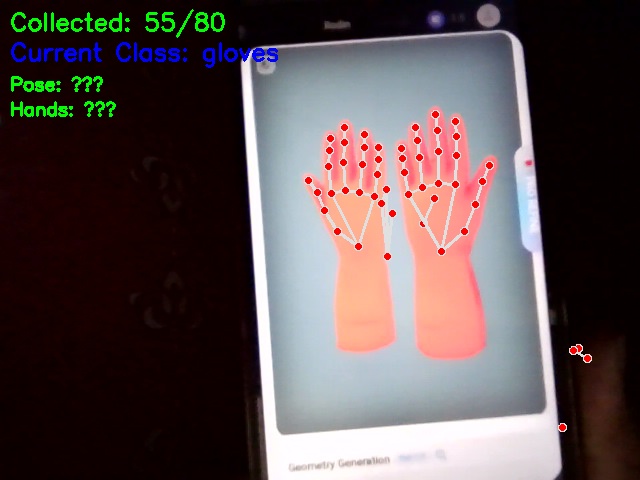 Collected: 55/80
Current Class: gloves
Pose: ???
Hands: ???
Geometry Generation